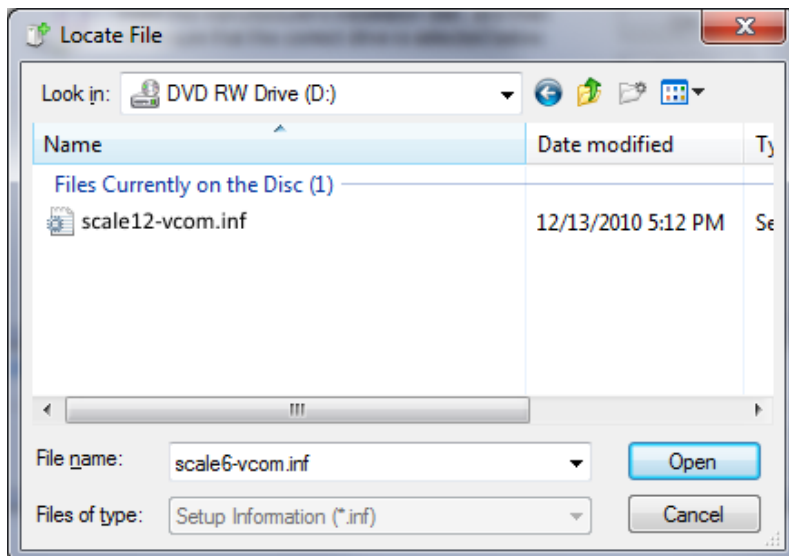 Locate File
Look in: DVD RW Drive (D:)
Name Date modified Ty
Files Currently on the Disc (1)
scale12-vcom.inf 12/13/2010 5:12 PM Se
File name: scale6-vcom.inf Open
Files of type: Setup Information (*.inf) Cancel